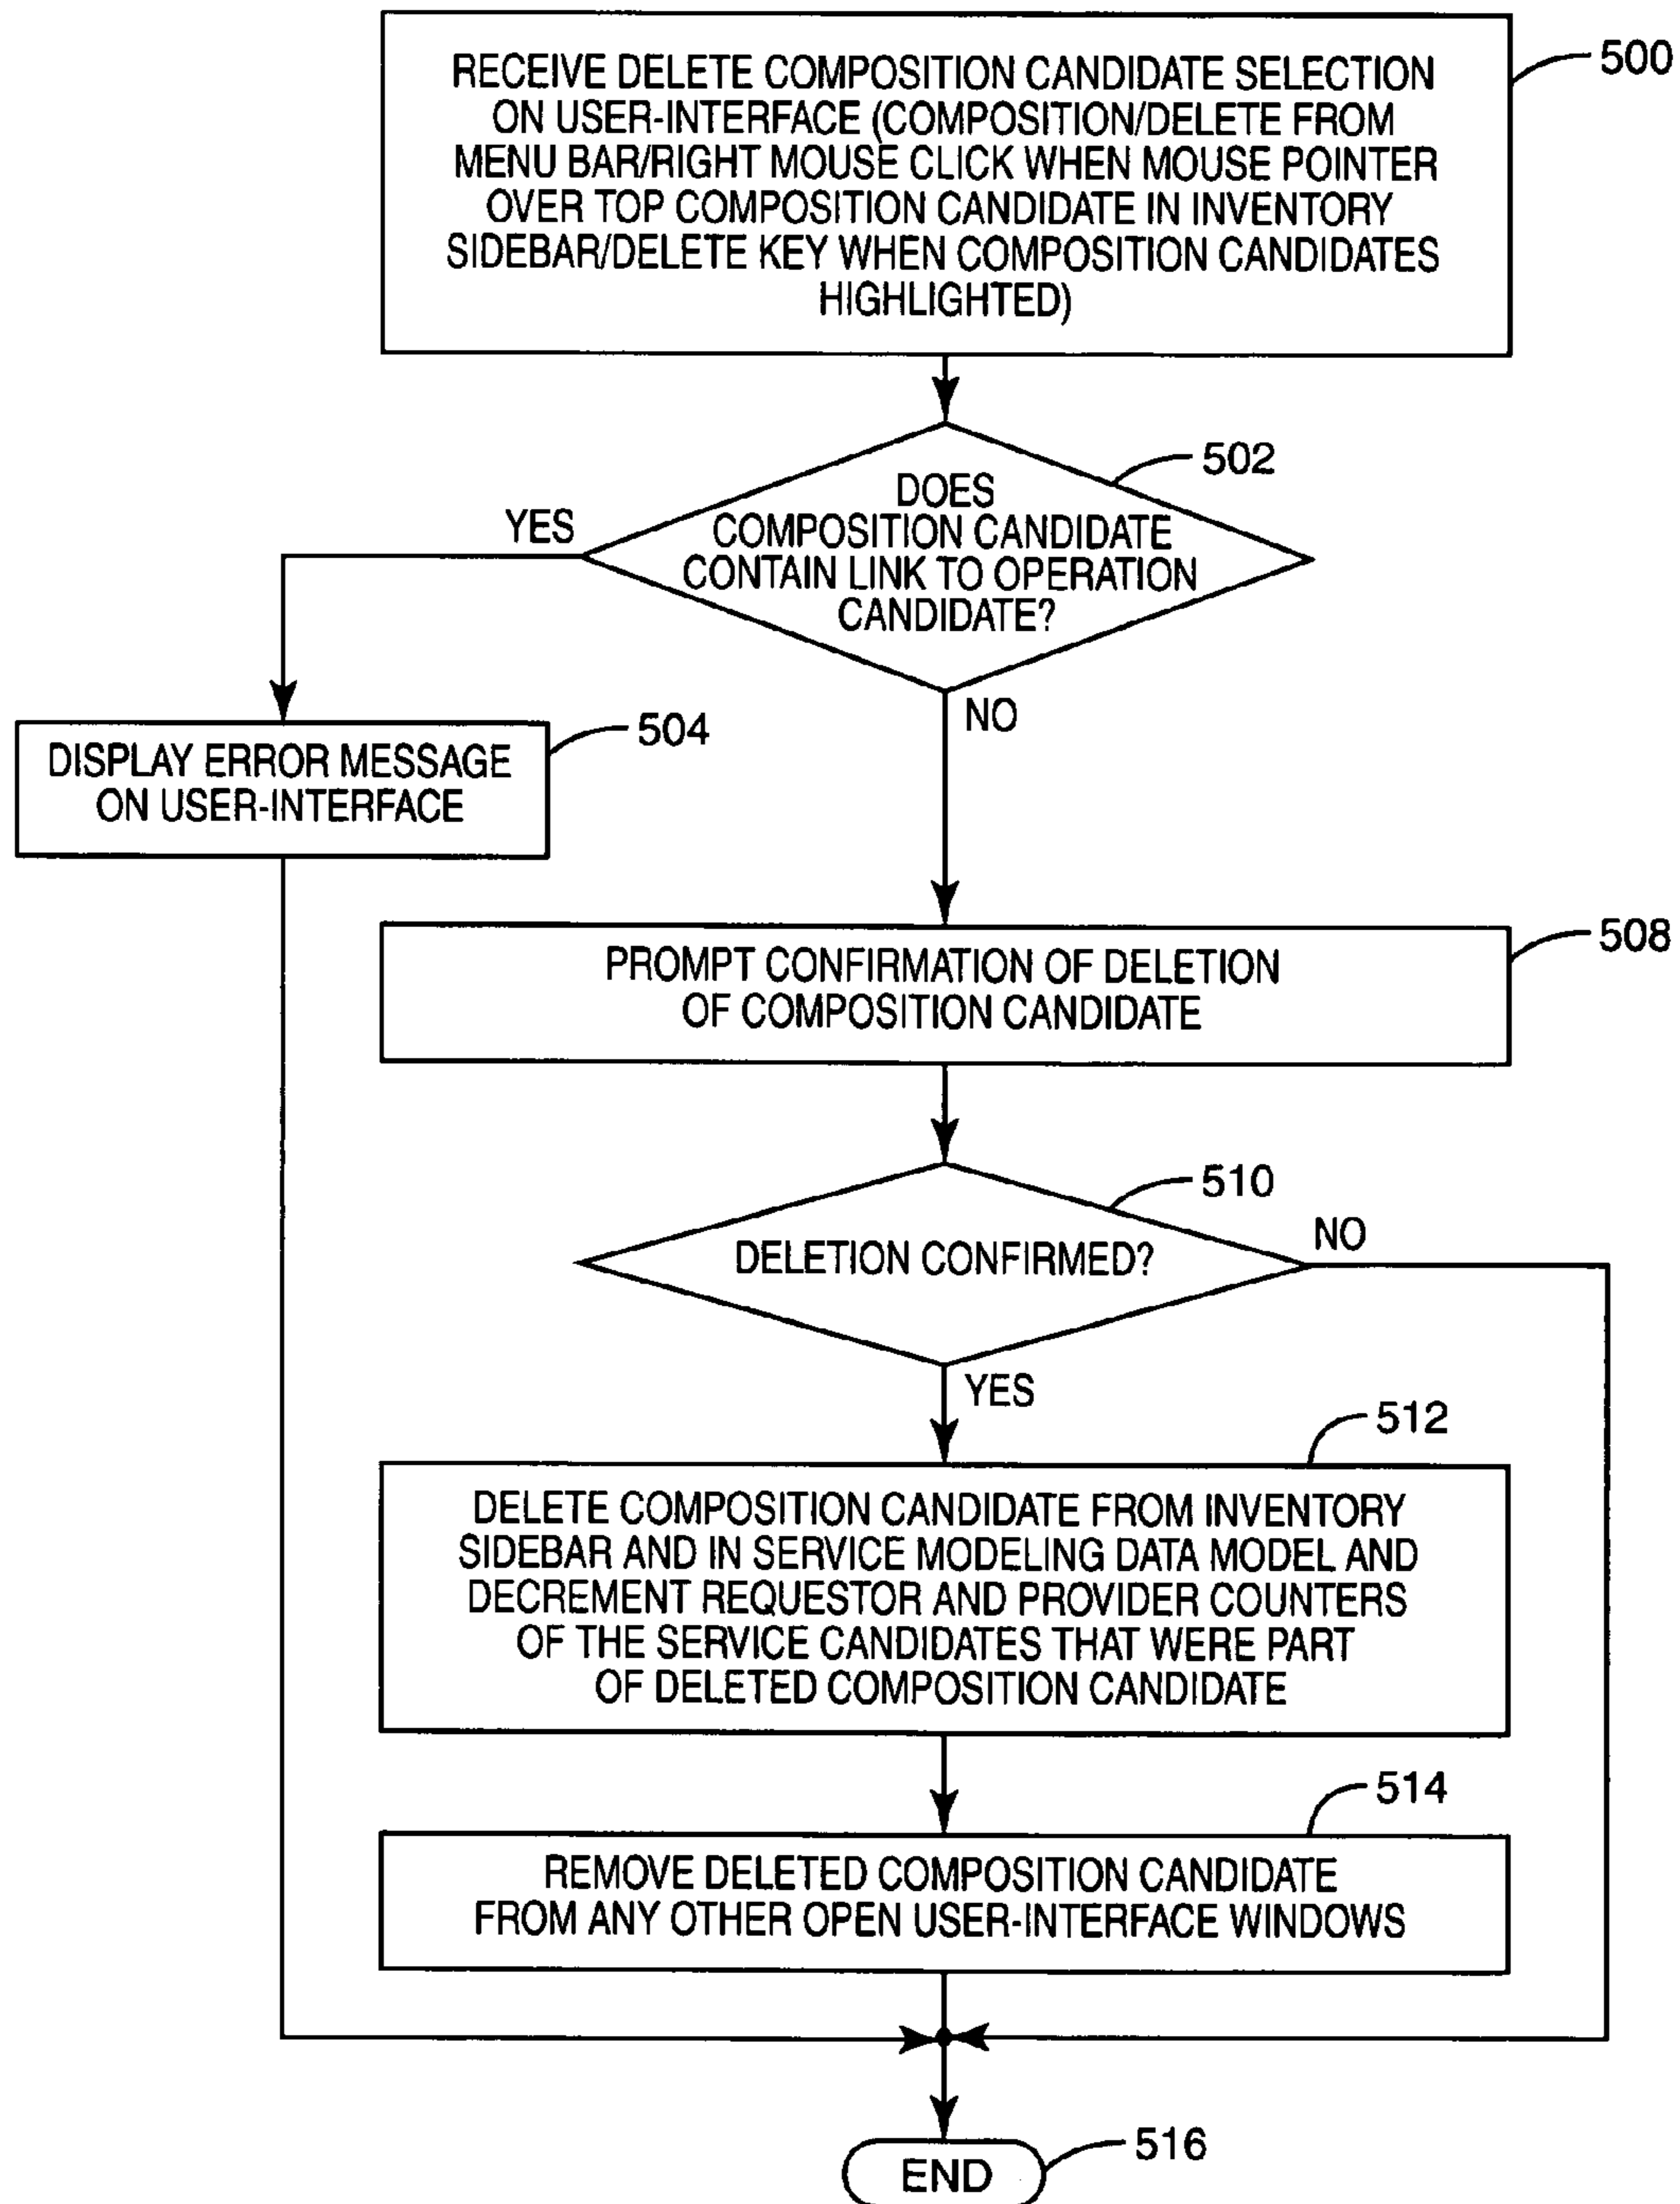 RECEIVE DELETE COMPOSITION CANDIDATE SELECTION
ON USER-INTERFACE (COMPOSITION/DELETE FROM
MENU BAR/RIGHT MOUSE CLICK WHEN MOUSE POINTER
OVER TOP COMPOSITION CANDIDATE IN INVENTORY
SIDEBAR/DELETE KEY WHEN COMPOSITION CANDIDATES
HIGHLIGHTED)
500
502
DOES
COMPOSITION CANDIDATE
CONTAIN LINK TO OPERATION
CANDIDATE?
YES
NO
504
DISPLAY ERROR MESSAGE
ON USER-INTERFACE
508
PROMPT CONFIRMATION OF DELETION
OF COMPOSITION CANDIDATE
510
DELETION CONFIRMED?
NO
YES
512
DELETE COMPOSITION CANDIDATE FROM INVENTORY
SIDEBAR AND IN SERVICE MODELING DATA MODEL AND
DECREMENT REQUESTOR AND PROVIDER COUNTERS
OF THE SERVICE CANDIDATES THAT WERE PART
OF DELETED COMPOSITION CANDIDATE
514
REMOVE DELETED COMPOSITION CANDIDATE
FROM ANY OTHER OPEN USER-INTERFACE WINDOWS
END
516